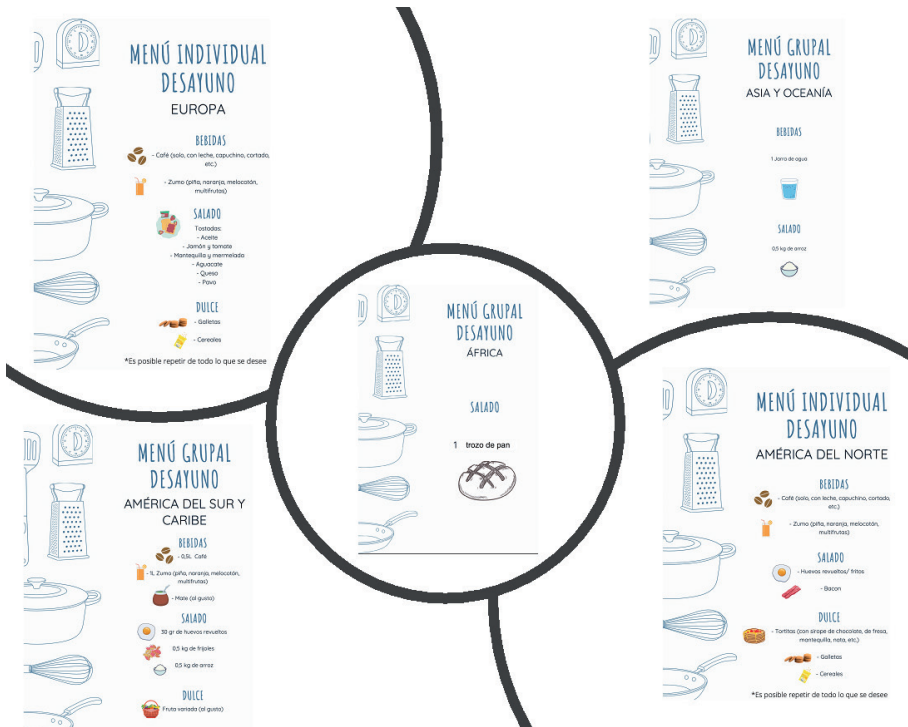 MENÚ INDIVIDUAL
DESAYUNO
EUROPA
BEBIDAS
- Café (solo, con leche, capuchino, cortado,
etc.)
- Zumo (piña, naranja, melocotón,
multifrutas)
SALADO
Tostadas:
- Aceite
- Jamón y tomate
- Mantequilla y mermelada
- Aguacate
- Queso
- Pavo
DULCE
- Galletas
- Cereales
*Es posible repetir de todo lo que se desee
MENÚ GRUPAL
DESAYUNO
ASIA Y OCEANÍA
BEBIDAS
1 Jarra de agua
SALADO
0,5 kg de arroz
MENÚ GRUPAL
DESAYUNO
ÁFRICA
SALADO
1 trozo de pan
MENÚ GRUPAL
DESAYUNO
AMÉRICA DEL SUR Y
CARIBE
BEBIDAS
- 0,5L Café
- 1L Zumo (piña, naranja, melocotón,
multifrutas)
- Mate (al gusto)
SALADO
30 gr de huevos revueltos
0,5 kg de frijoles
0,5 kg de arroz
DULCE
Fruta variada (al gusto)
MENÚ INDIVIDUAL
DESAYUNO
AMÉRICA DEL NORTE
BEBIDAS
- Café (solo, con leche, capuchino, cortado,
etc.)
- Zumo (piña, naranja, melocotón,
multifrutas)
SALADO
- Huevos revueltos/ fritos
- Bacon
DULCE
- Tortitas (con sirope de chocolate, de fresa,
mantequilla, nata, etc.)
- Galletas
- Cereales
*Es posible repetir de todo lo que se desee